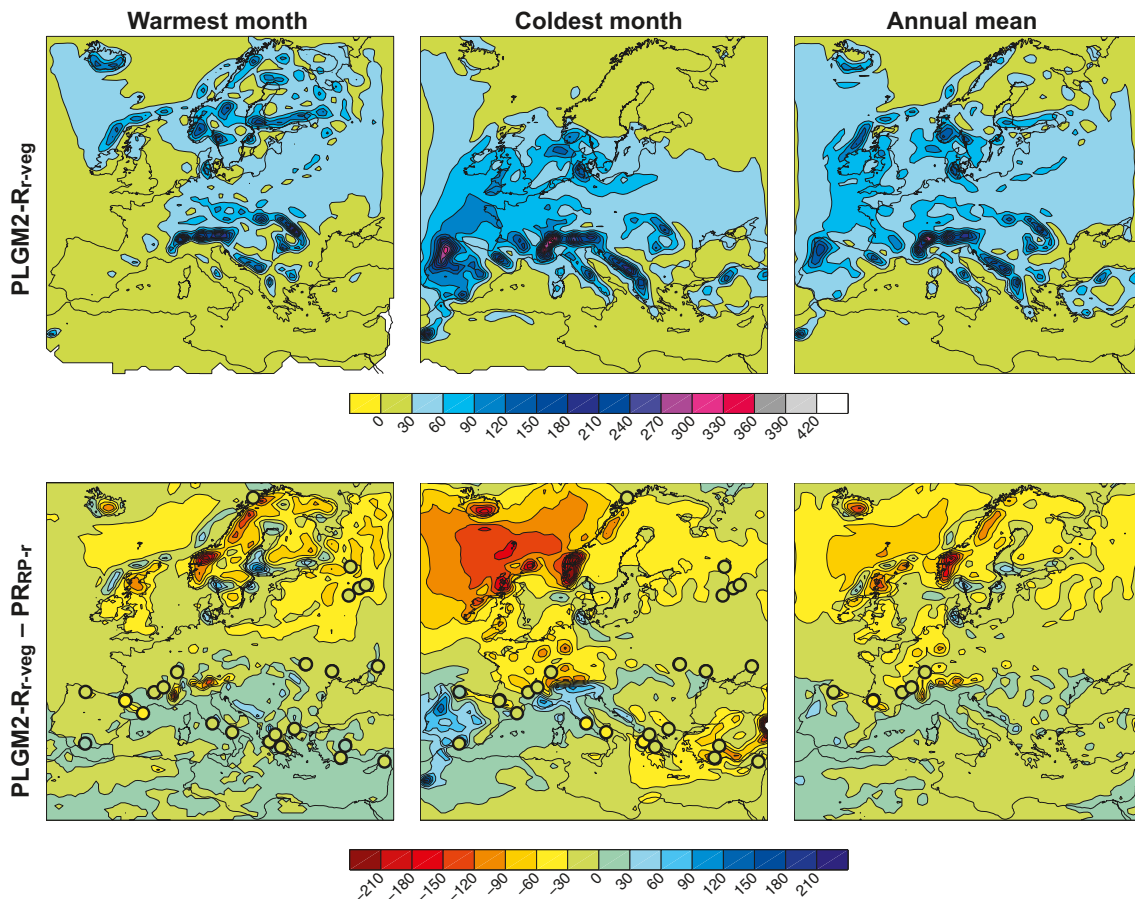 Warmest month
Coldest month
Annual mean
PLGM2-Rr-veg
0 30 60 90 120 150 180 210 240 270 300 330 360 390 420
PLGM2-Rr-veg – PRRP-r
–210 –180 –150 –120 –90 –60 –30 0 30 60 90 120 150 180 210